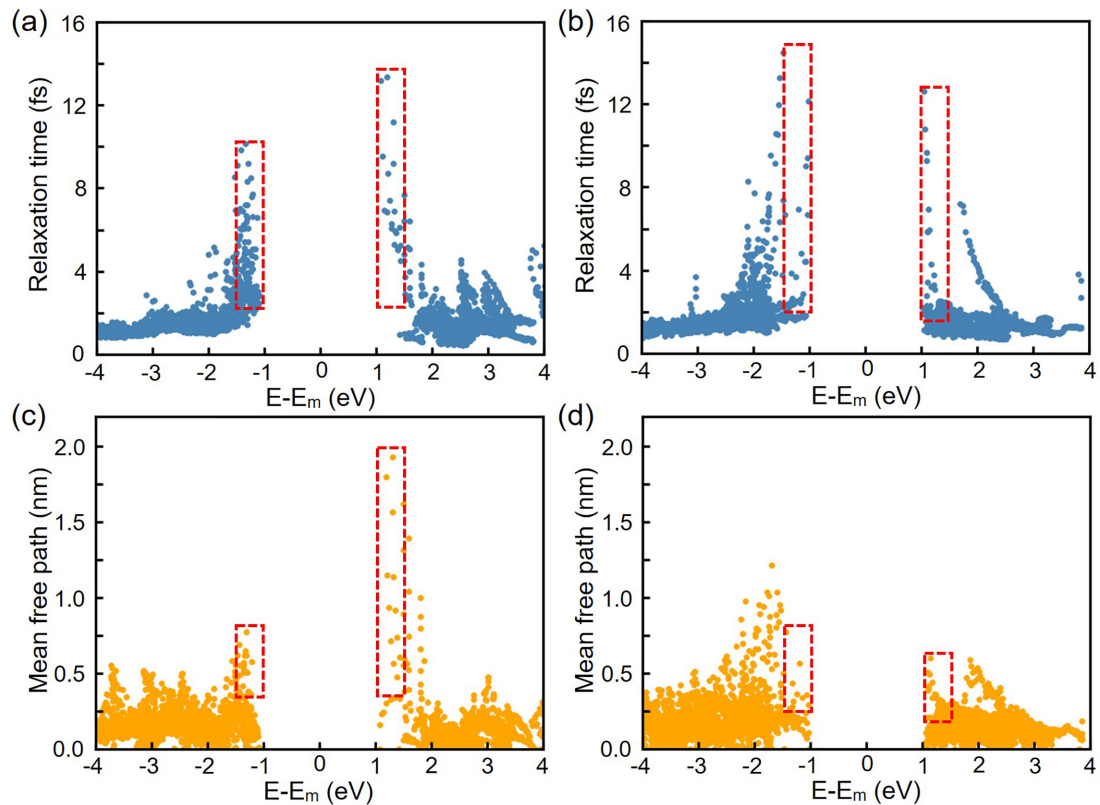 (a)
16
12
8
4
0
Relaxation time (fs)
-4 -3 -2 -1 0 1 2 3 4
E-Eₘ (eV)
(b)
16
12
8
4
0
Relaxation time (fs)
-4 -3 -2 -1 0 1 2 3 4
E-Eₘ (eV)
(c)
2.0
1.5
1.0
0.5
0.0
Mean free path (nm)
-4 -3 -2 -1 0 1 2 3 4
E-Eₘ (eV)
(d)
2.0
1.5
1.0
0.5
0.0
Mean free path (nm)
-4 -3 -2 -1 0 1 2 3 4
E-Eₘ (eV)